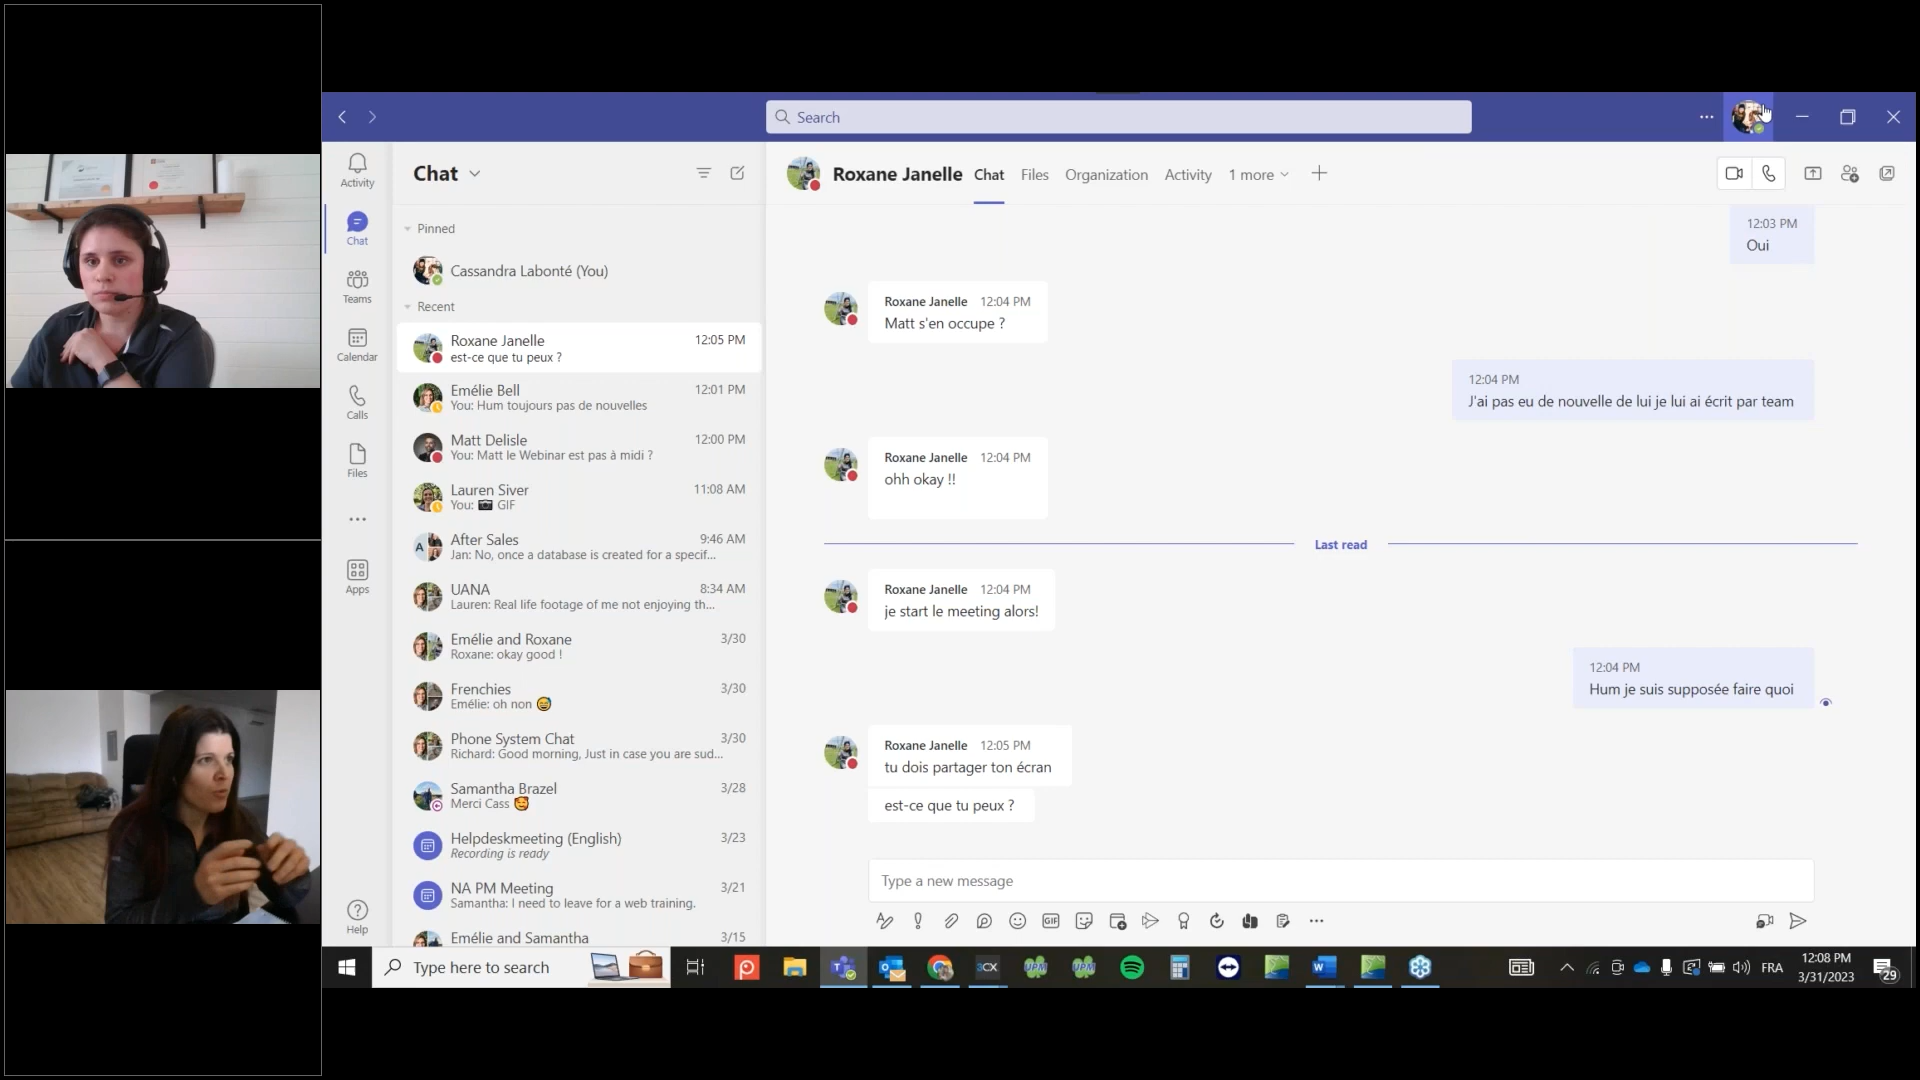 Search
Activity
Chat
Teams
Calendar
Calls
Files
Apps
Help
Chat
Pinned
Cassandra Labonté (You)
Recent
Roxane Janelle 12:05 PM
est-ce que tu peux ?
Emélie Bell 12:01 PM
You: Hum toujours pas de nouvelles
Matt Delisle 12:00 PM
You: Matt le Webinar est pas à midi ?
Lauren Siver 11:08 AM
You: 📷 GIF
A
After Sales 9:46 AM
Jan: No, once a database is created for a specif...
UANA 8:34 AM
Lauren: Real life footage of me not enjoying th...
Emélie and Roxane 3/30
Roxane: okay good !
Frenchies 3/30
Emélie: oh non 😅
Phone System Chat 3/30
Richard: Good morning, Just in case you are sud...
Samantha Brazel 3/28
Merci Cass 🥰
Helpdeskmeeting (English) 3/23
Recording is ready
NA PM Meeting 3/21
Samantha: I need to leave for a web training.
Emélie and Samantha 3/15
Roxane Janelle Chat Files Organization Activity 1 more
12:03 PM
Oui
Roxane Janelle 12:04 PM
Matt s'en occupe ?
12:04 PM
J'ai pas eu de nouvelle de lui je lui ai écrit par team
Roxane Janelle 12:04 PM
ohh okay !!
Last read
Roxane Janelle 12:04 PM
je start le meeting alors!
12:04 PM
Hum je suis supposée faire quoi
Roxane Janelle 12:05 PM
tu dois partager ton écran
est-ce que tu peux ?
Type a new message
GIF
Type here to search
3CX
UPM
UPM
FRA
12:08 PM
3/31/2023
29